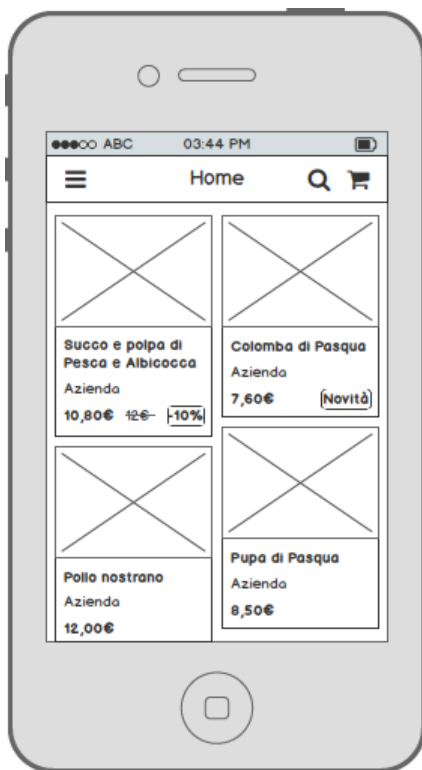 ABC 03:44 PM
Home
Succo e polpa di
Pesca e Albicocca
Azienda
10,80€ 12€ -10%
Colomba di Pasqua
Azienda
7,60€ Novità
Pollo nostrano
Azienda
12,00€
Pupa di Pasqua
Azienda
8,50€